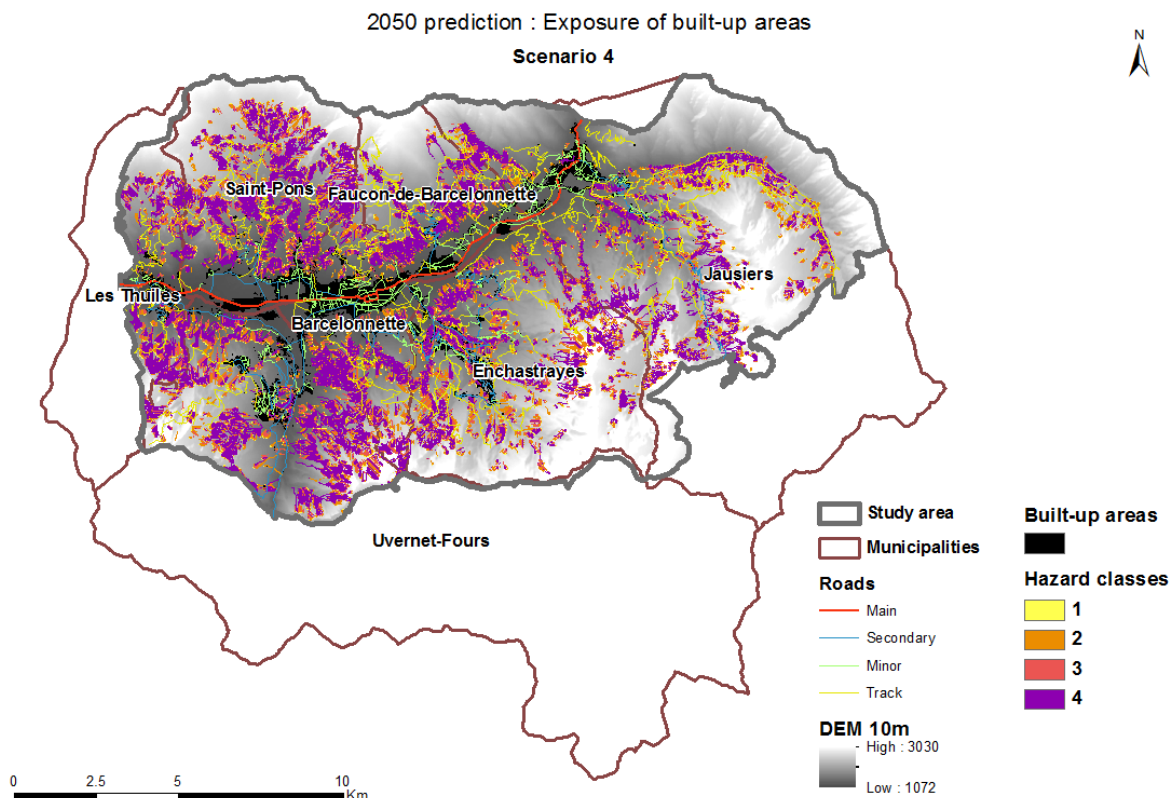 2050 prediction : Exposure of built-up areas
Scenario 4
N
Saint-Pons
Faucon-de-Barcelonnette
Jausiers
Les Thuiles
Barcelonnette
Enchastrayes
Uvernet-Fours
Study area
Municipalities
Roads
Main
Secondary
Minor
Track
DEM 10m
High : 3030
Low : 1072
Built-up areas
Hazard classes
1
2
3
4
0 2.5 5 10
Km